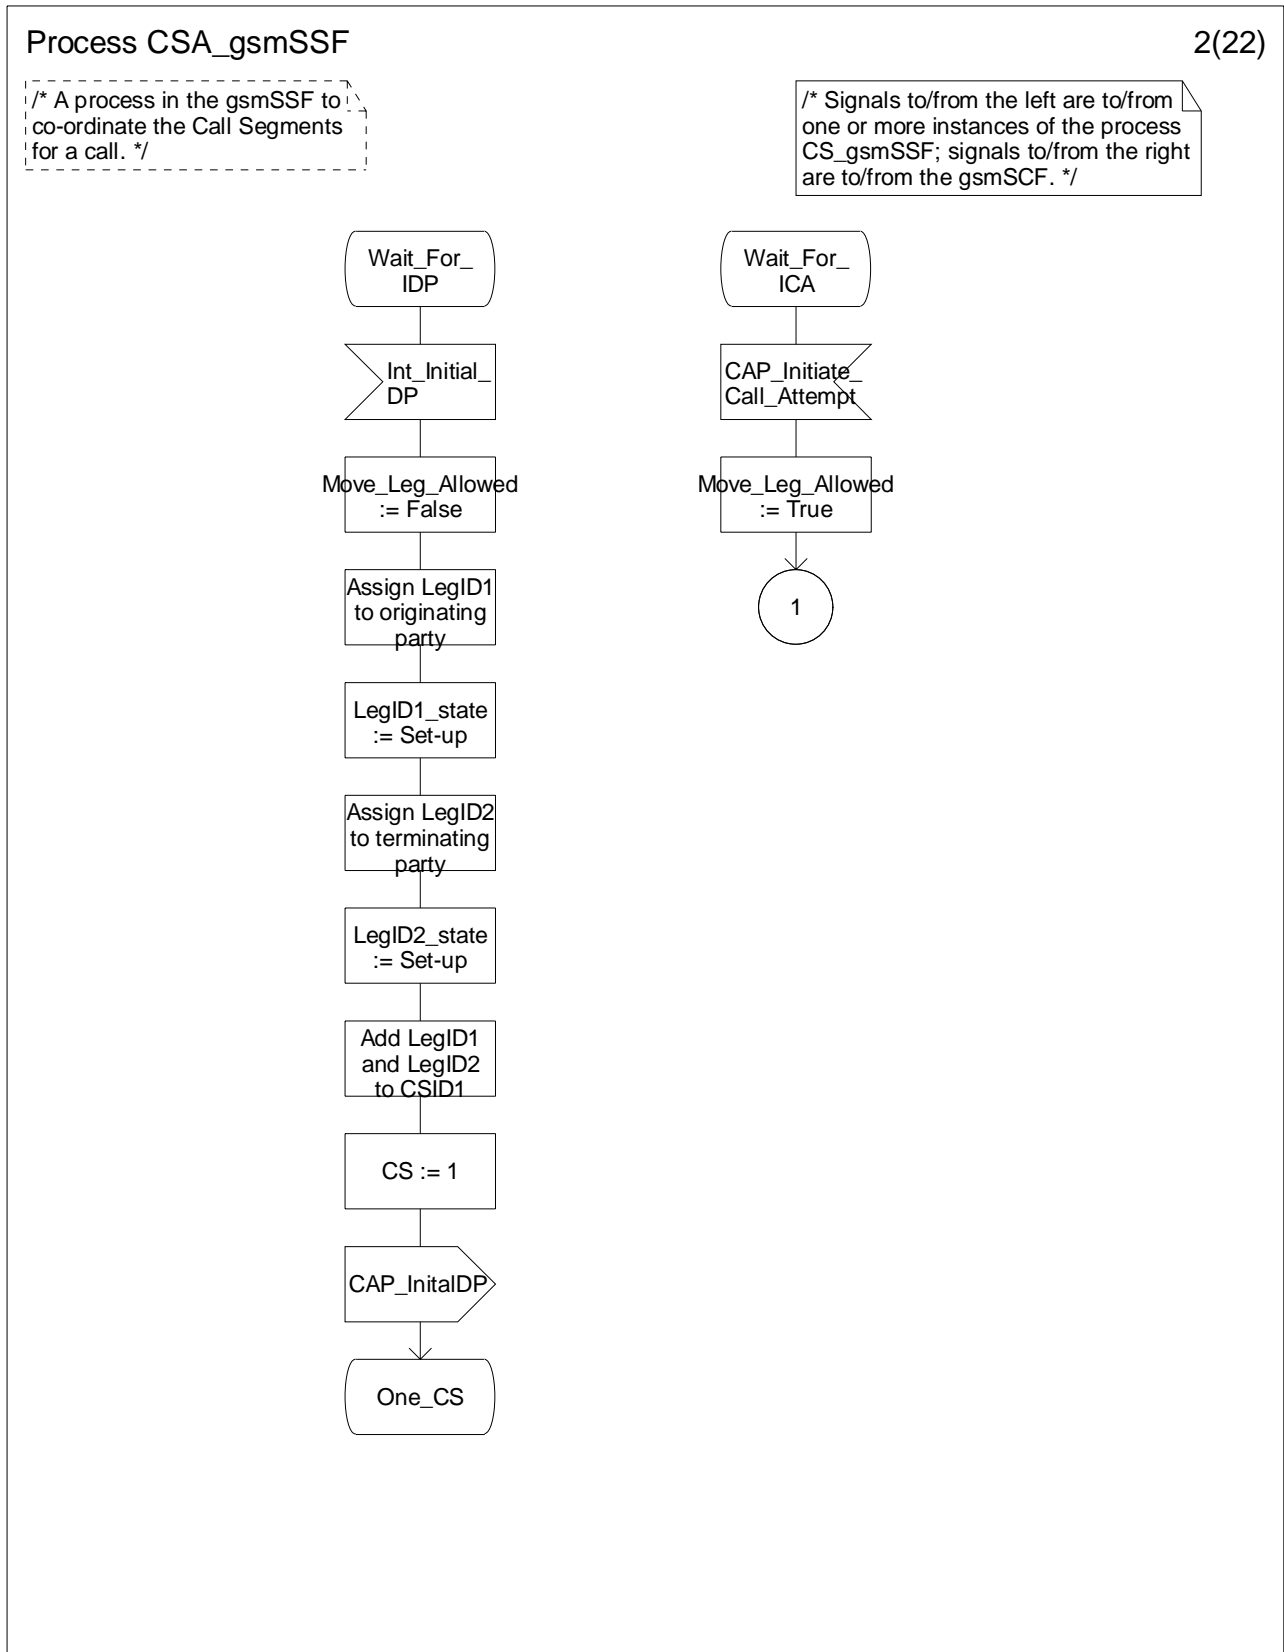 Process CSA_gsmSSF
2(22)
/* A process in the gsmSSF to
co-ordinate the Call Segments
for a call. */
/* Signals to/from the left are to/from
one or more instances of the process
CS_gsmSSF; signals to/from the right
are to/from the gsmSCF. */
Wait_For_
IDP
Int_Initial_
DP
Move_Leg_Allowed
:= False
Assign LegID1
to originating
party
LegID1_state
:= Set-up
Assign LegID2
to terminating
party
LegID2_state
:= Set-up
Add LegID1
and LegID2
to CSID1
CS := 1
CAP_InitalDP
One_CS
Wait_For_
ICA
CAP_Initiate_
Call_Attempt
Move_Leg_Allowed
:= True
1